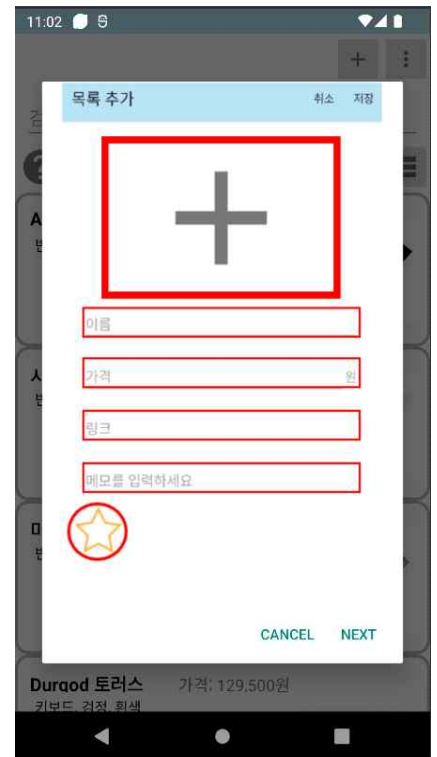 11:02
목록 추가 취소 저장
이름
가격 원
링크
메모를 입력하세요
CANCEL NEXT
Durgod 토러스 가격: 129,500원
키보드, 검정, 흰색